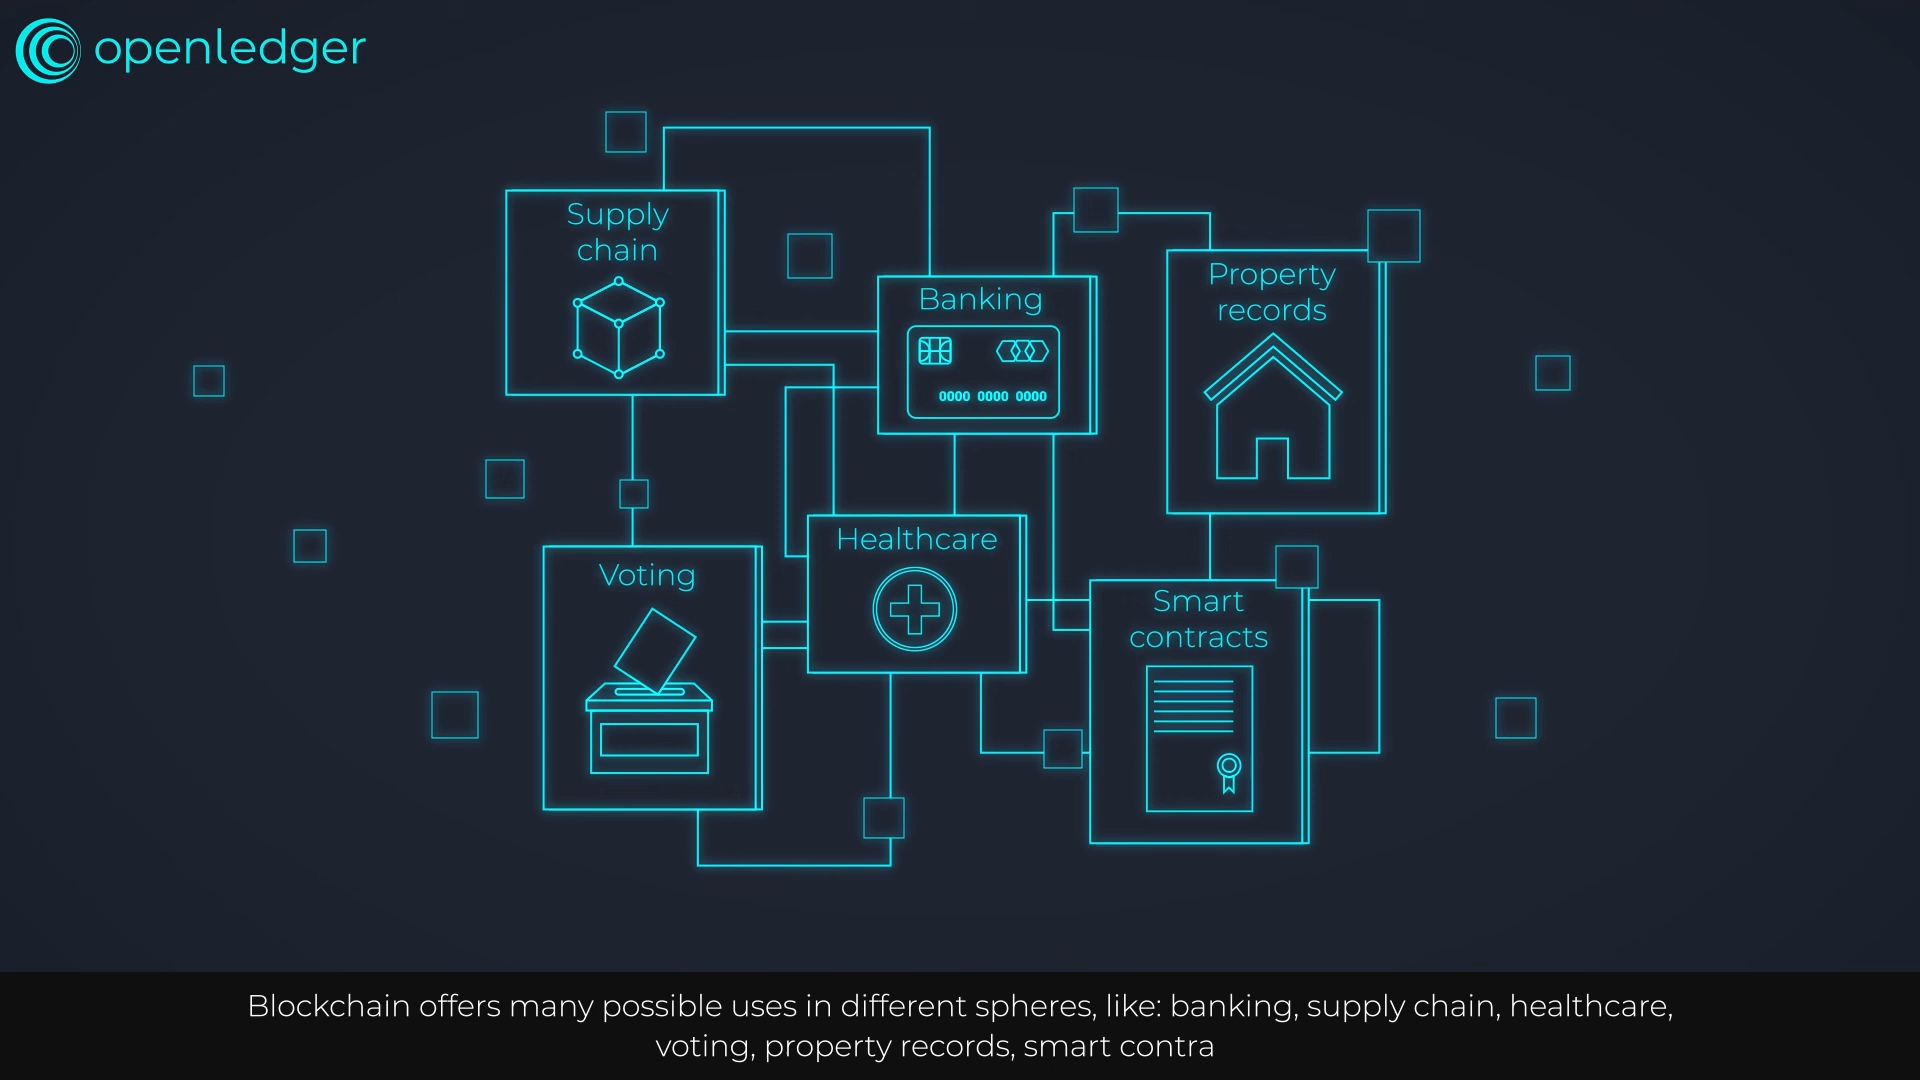 openledger
Supply
chain
Banking
0000 0000 0000
Property
records
Healthcare
Voting
Smart
contracts
Blockchain offers many possible uses in different spheres, like: banking, supply chain, healthcare,
voting, property records, smart contra